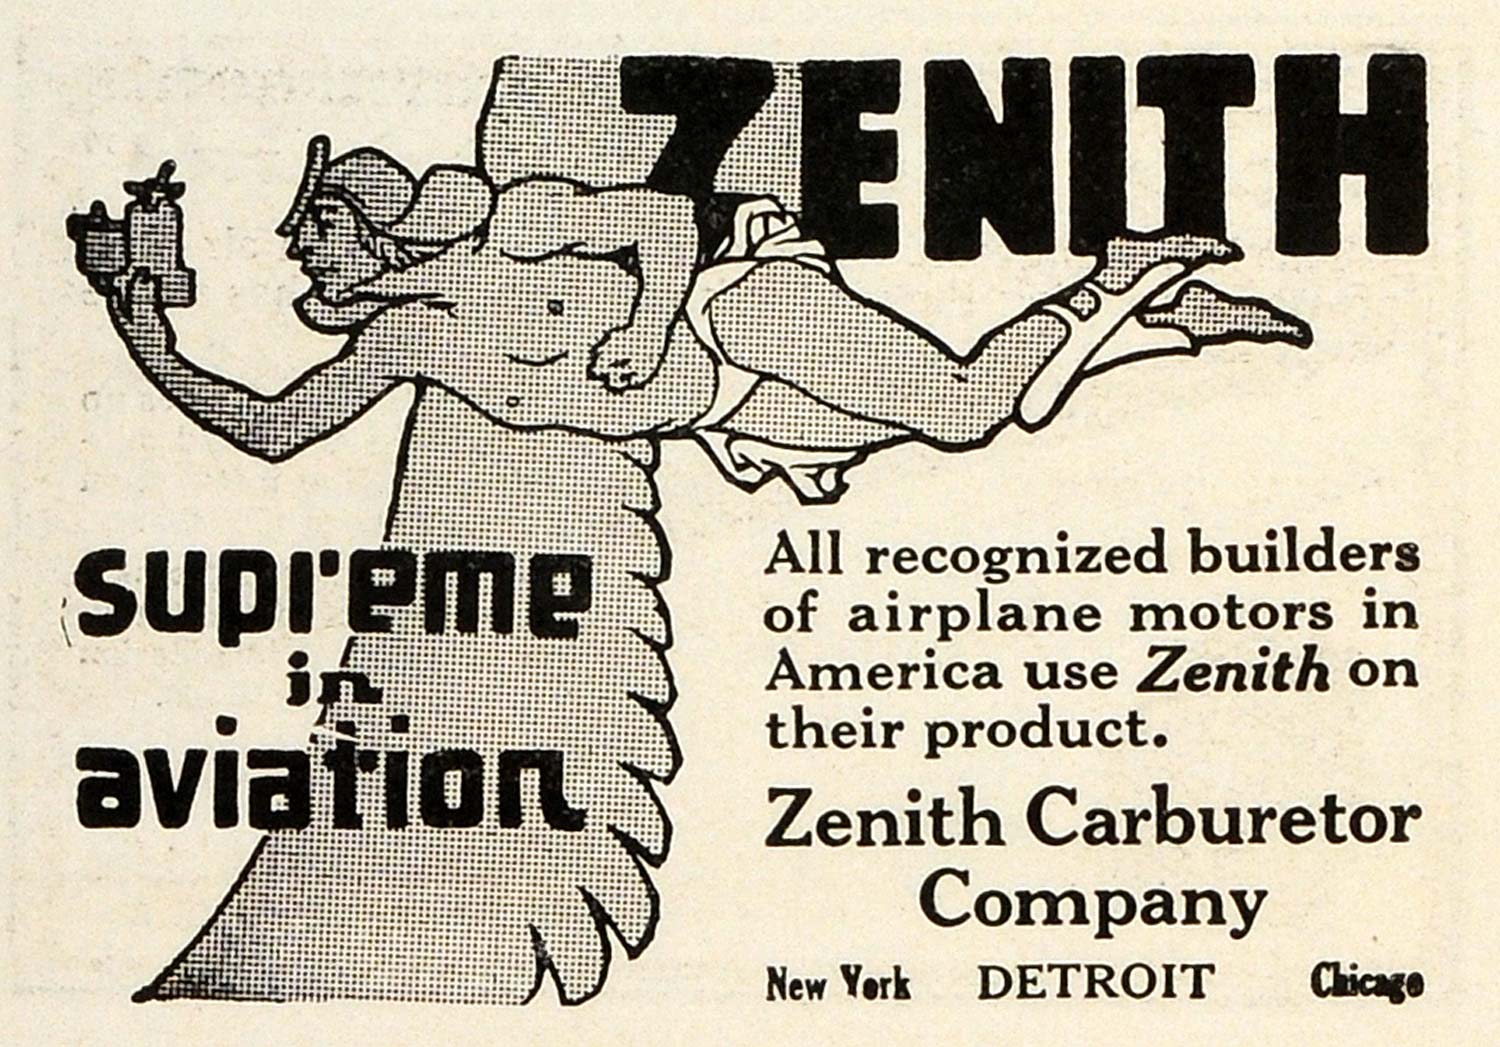 ZENITH
supreme
in
aviation
All recognized builders
of airplane motors in
America use Zenith on
their product.
Zenith Carburetor
Company
New York DETROIT Chicago